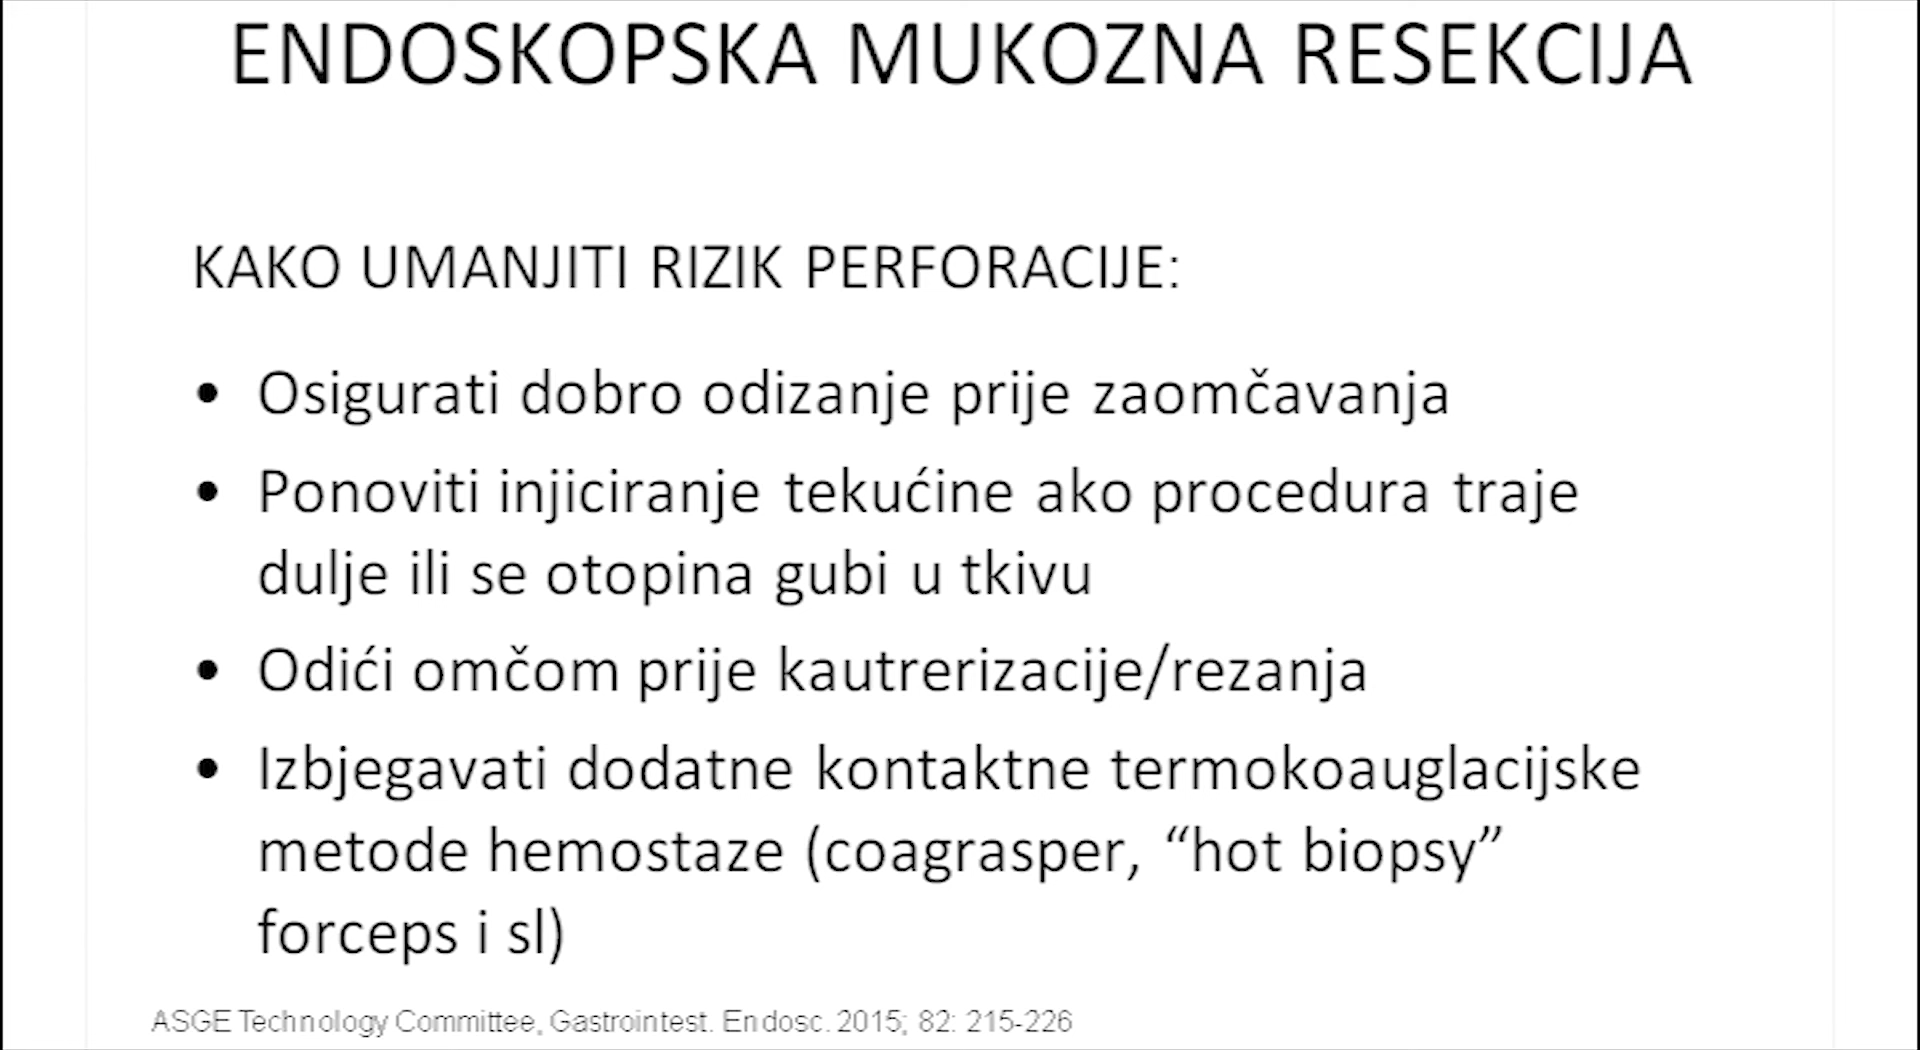 ENDOSKOPSKA MUKOZNA RESEKCIJA
KAKO UMANJITI RIZIK PERFORACIJE:
• Osigurati dobro odizanje prije zaomčavanja
• Ponoviti injiciranje tekućine ako procedura traje
dulje ili se otopina gubi u tkivu
• Odići omčom prije kautrerizacije/rezanja
• Izbjegavati dodatne kontaktne termokoauglacijske
metode hemostaze (coagrasper, “hot biopsy”
forceps i sl)
ASGE Technology Committee, Gastrointest. Endosc. 2015; 82: 215-226